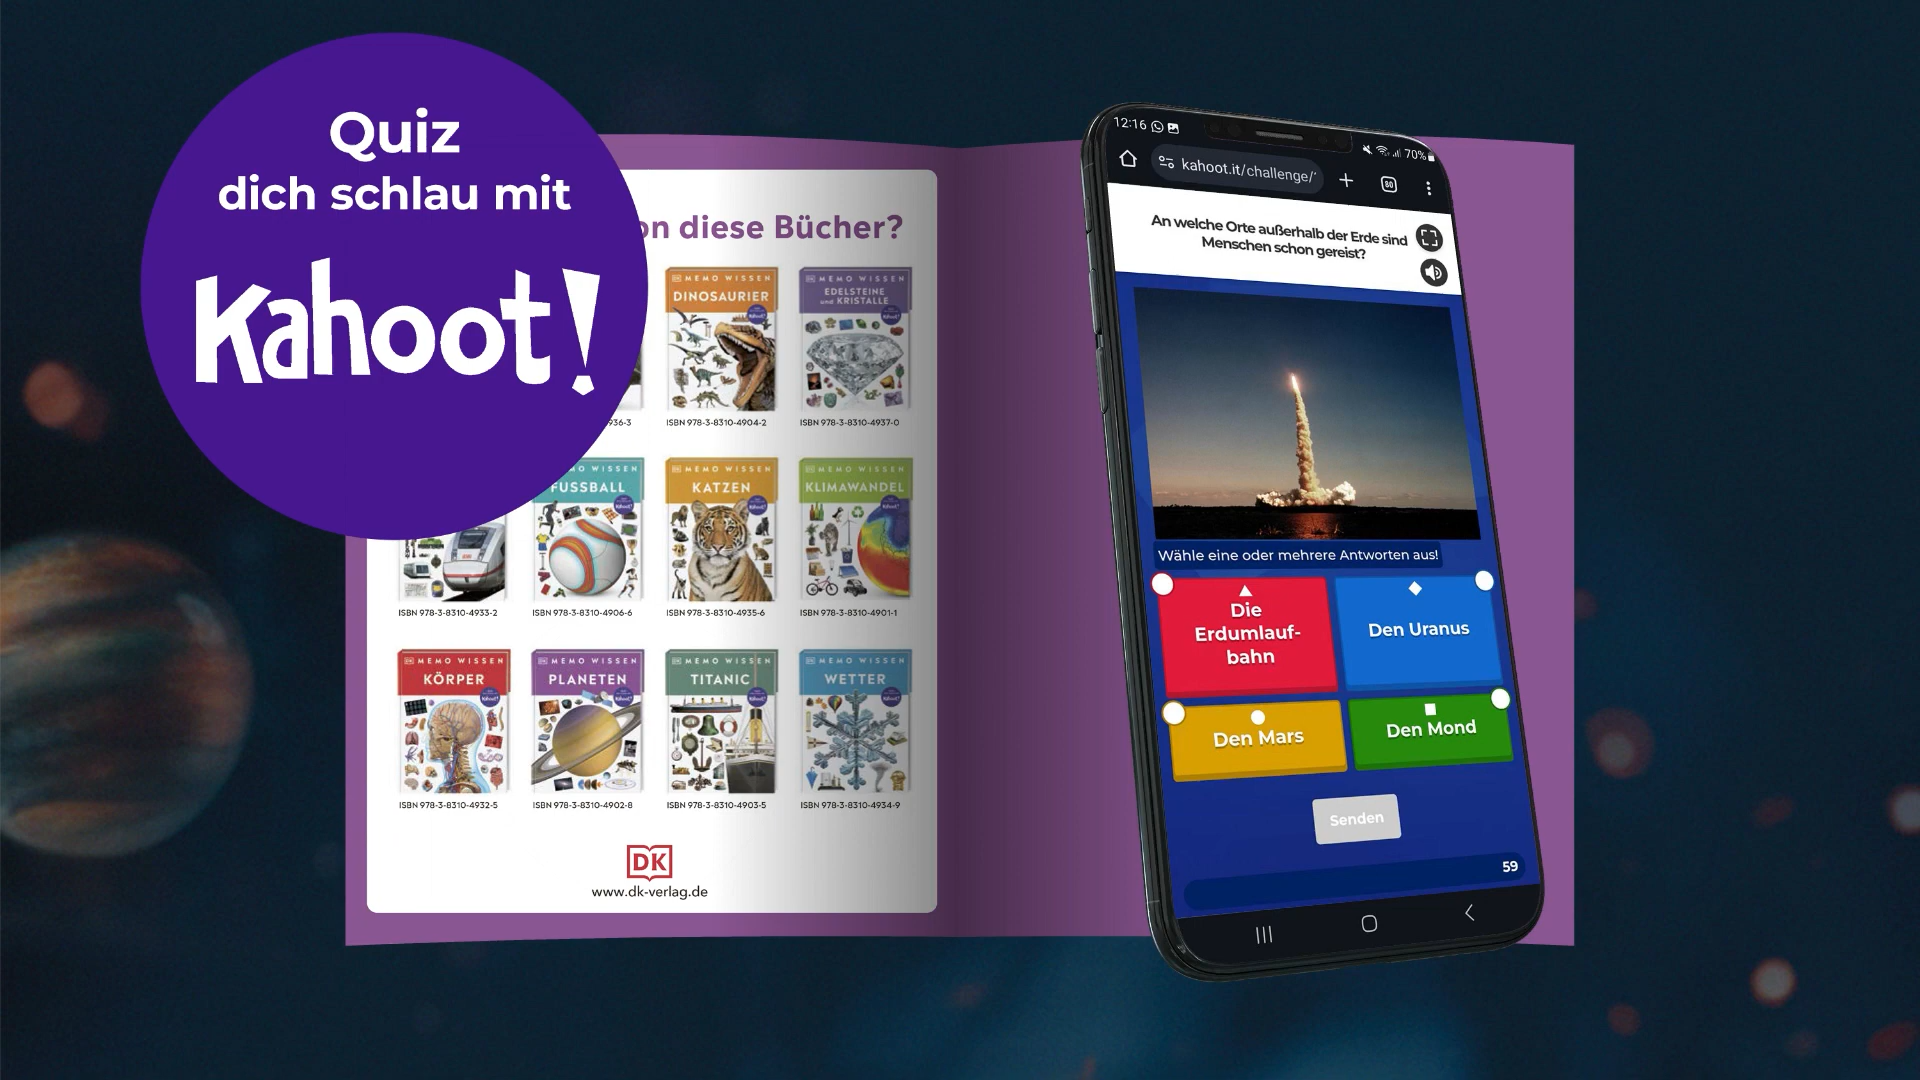 Quiz
dich schlau mit
Kahoot!
on diese Bücher?
MEMO WISSEN
DINOSAURIER
MEMO WISSEN
EDELSTEINE
und KRISTALLE
936-3
ISBN 978-3-8310-4904-2
ISBN 978-3-8310-4937-0
O WISSEN
FUSSBALL
MEMO WISSEN
KATZEN
MEMO WISSEN
KLIMAWANDEL
ISBN 978-3-8310-4933-2
ISBN 978-3-8310-4906-6
ISBN 978-3-8310-4935-6
ISBN 978-3-8310-4901-1
MEMO WISSEN
KÖRPER
MEMO WISSEN
PLANETEN
MEMO WISSEN
TITANIC
MEMO WISSEN
WETTER
ISBN 978-3-8310-4932-5
ISBN 978-3-8310-4902-8
ISBN 978-3-8310-4903-5
ISBN 978-3-8310-4934-9
DK
www.dk-verlag.de
12:16
70%
kahoot.it/challenge/
80
An welche Orte außerhalb der Erde sind
Menschen schon gereist?
Wähle eine oder mehrere Antworten aus!
Die
Erdumlauf-
bahn
Den Uranus
Den Mars
Den Mond
Senden
59